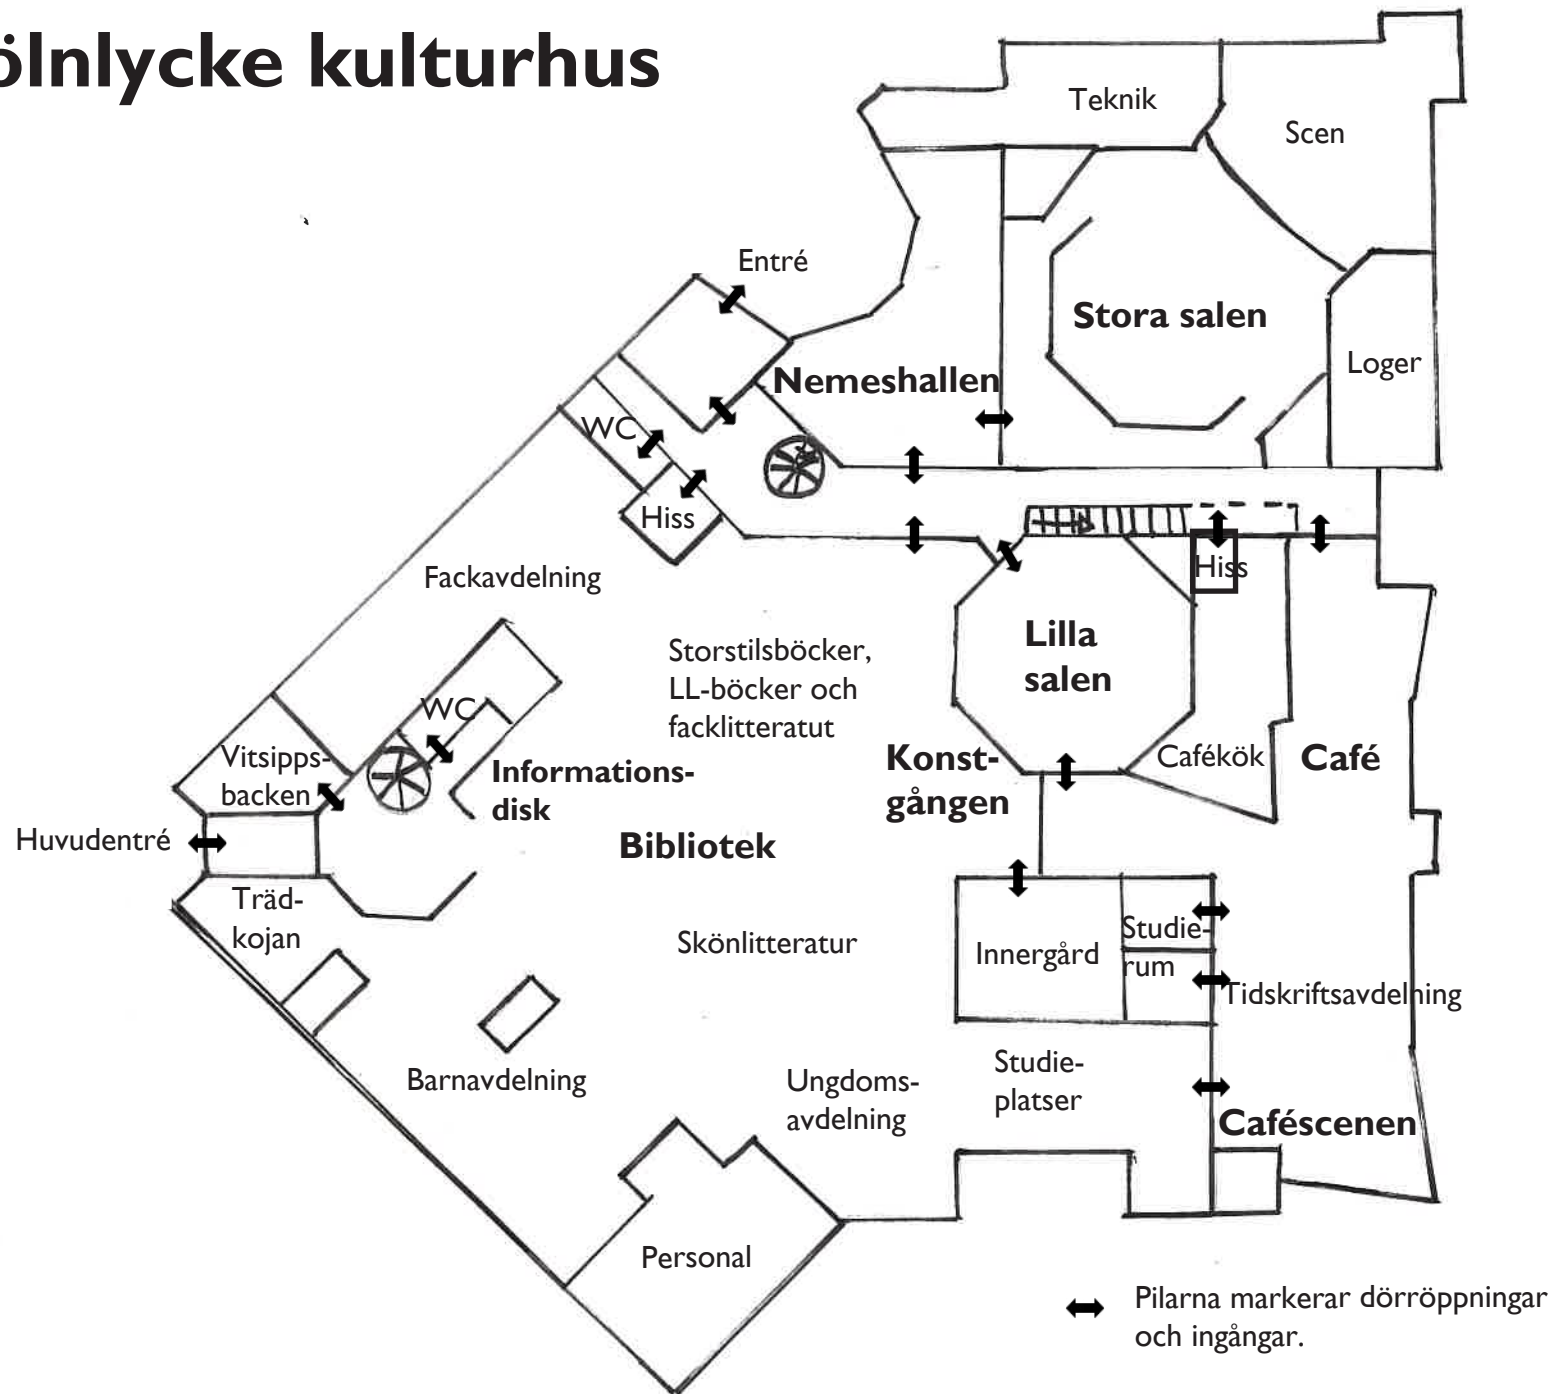 ölnlycke kulturhus
Teknik
Scen
Entré
Stora salen
Loger
Nemeshallen
WC
Hiss
Hiss
Fackavdelning
Storstilsböcker,
LL-böcker och
facklitteratut
Lilla
salen
WC
Vitsipps-
backen
Informations-
disk
Konst-
gången
Cafékök
Café
Huvudentré
Bibliotek
Träd-
kojan
Skönlitteratur
Innergård
Studie-
rum
Tidskriftsavdelning
Barnavdelning
Ungdoms-
avdelning
Studie-
platser
Caféscenen
Personal
Pilarna markerar dörröppningar
och ingångar.